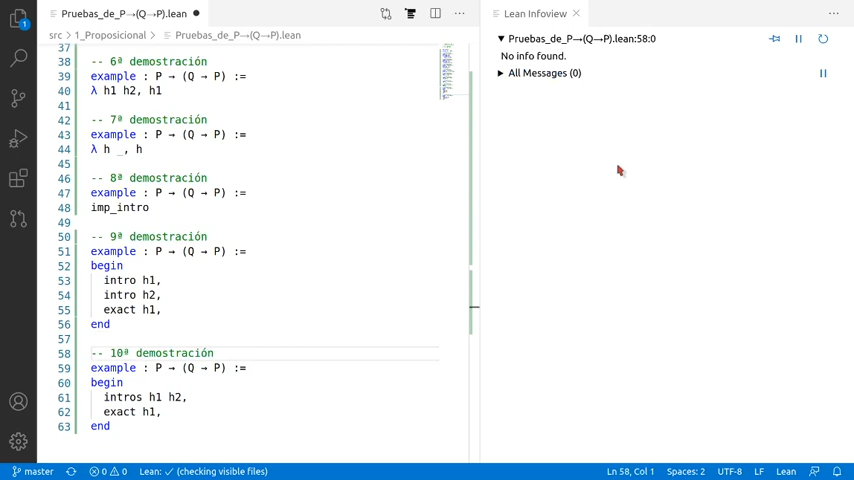 Pruebas_de_P→(Q→P).lean ●
src > 1_Proposicional > Pruebas_de_P→(Q→P).lean
37
38 -- 6ª demostración
39 example : P → (Q → P) :=
40 λ h1 h2, h1
41
42 -- 7ª demostración
43 example : P → (Q → P) :=
44 λ h _, h
45
46 -- 8ª demostración
47 example : P → (Q → P) :=
48 imp_intro
49
50 -- 9ª demostración
51 example : P → (Q → P) :=
52 begin
53 intro h1,
54 intro h2,
55 exact h1,
56 end
57
58 -- 10ª demostración
59 example : P → (Q → P) :=
60 begin
61 intros h1 h2,
62 exact h1,
63 end
Lean Infoview
Pruebas_de_P→(Q→P).lean:58:0
No info found.
All Messages (0)
1
master 0 0 Lean: ✓ (checking visible files) Ln 58, Col 1 Spaces: 2 UTF-8 LF Lean